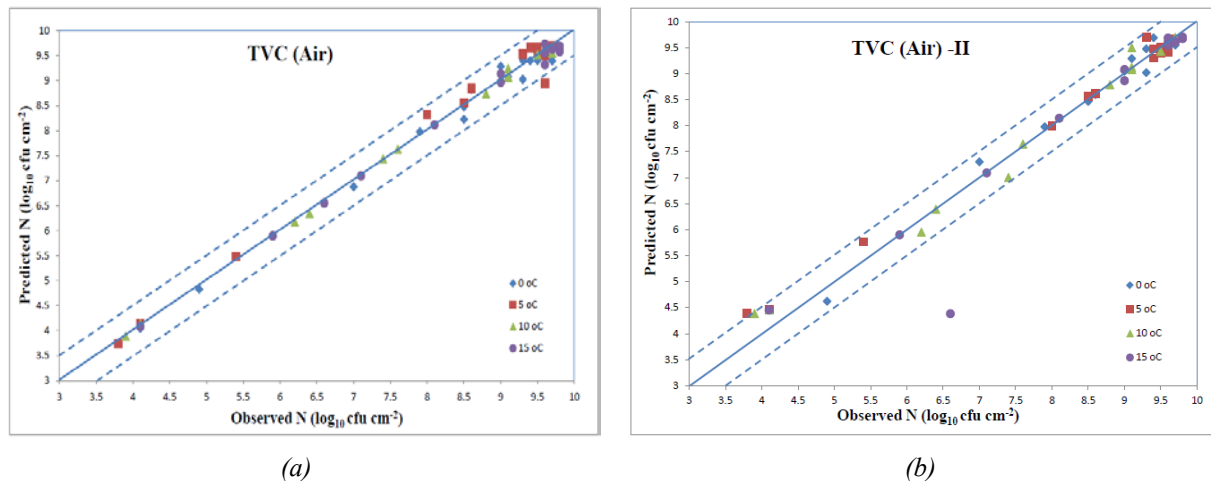 TVC (Air)
Predicted N (log10 cfu cm-2)
10
9.5
9
8.5
8
7.5
7
6.5
6
5.5
5
4.5
4
3.5
3
0 oC
5 oC
10 oC
15 oC
3 3.5 4 4.5 5 5.5 6 6.5 7 7.5 8 8.5 9 9.5 10
Observed N (log10 cfu cm-2)
(a)
TVC (Air) -II
Predicted N (log10 cfu cm-2)
10
9.5
9
8.5
8
7.5
7
6.5
6
5.5
5
4.5
4
3.5
3
0 oC
5 oC
10 oC
15 oC
3 3.5 4 4.5 5 5.5 6 6.5 7 7.5 8 8.5 9 9.5 10
Observed N (log10 cfu cm-2)
(b)